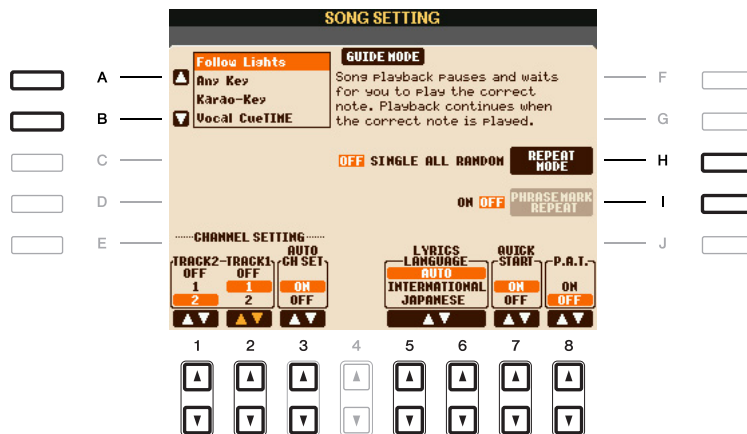 SONG SETTING
Follow Lights
Any Key
Karao-Key
Vocal CueTIME
GUIDE MODE
Song playback pauses and waits
for you to play the correct
note. Playback continues when
the correct note is played.
A
B
C
D
E
F
G
H
I
J
OFF SINGLE ALL RANDOM
REPEAT
MODE
ON OFF
PHRASE MARK
REPEAT
CHANNEL SETTING
TRACK2
OFF
1
2
TRACK1
OFF
1
2
AUTO
CH SET
ON
OFF
LYRICS
LANGUAGE
AUTO
INTERNATIONAL
JAPANESE
QUICK
START
ON
OFF
P.A.T.
ON
OFF
1 2 3 4 5 6 7 8